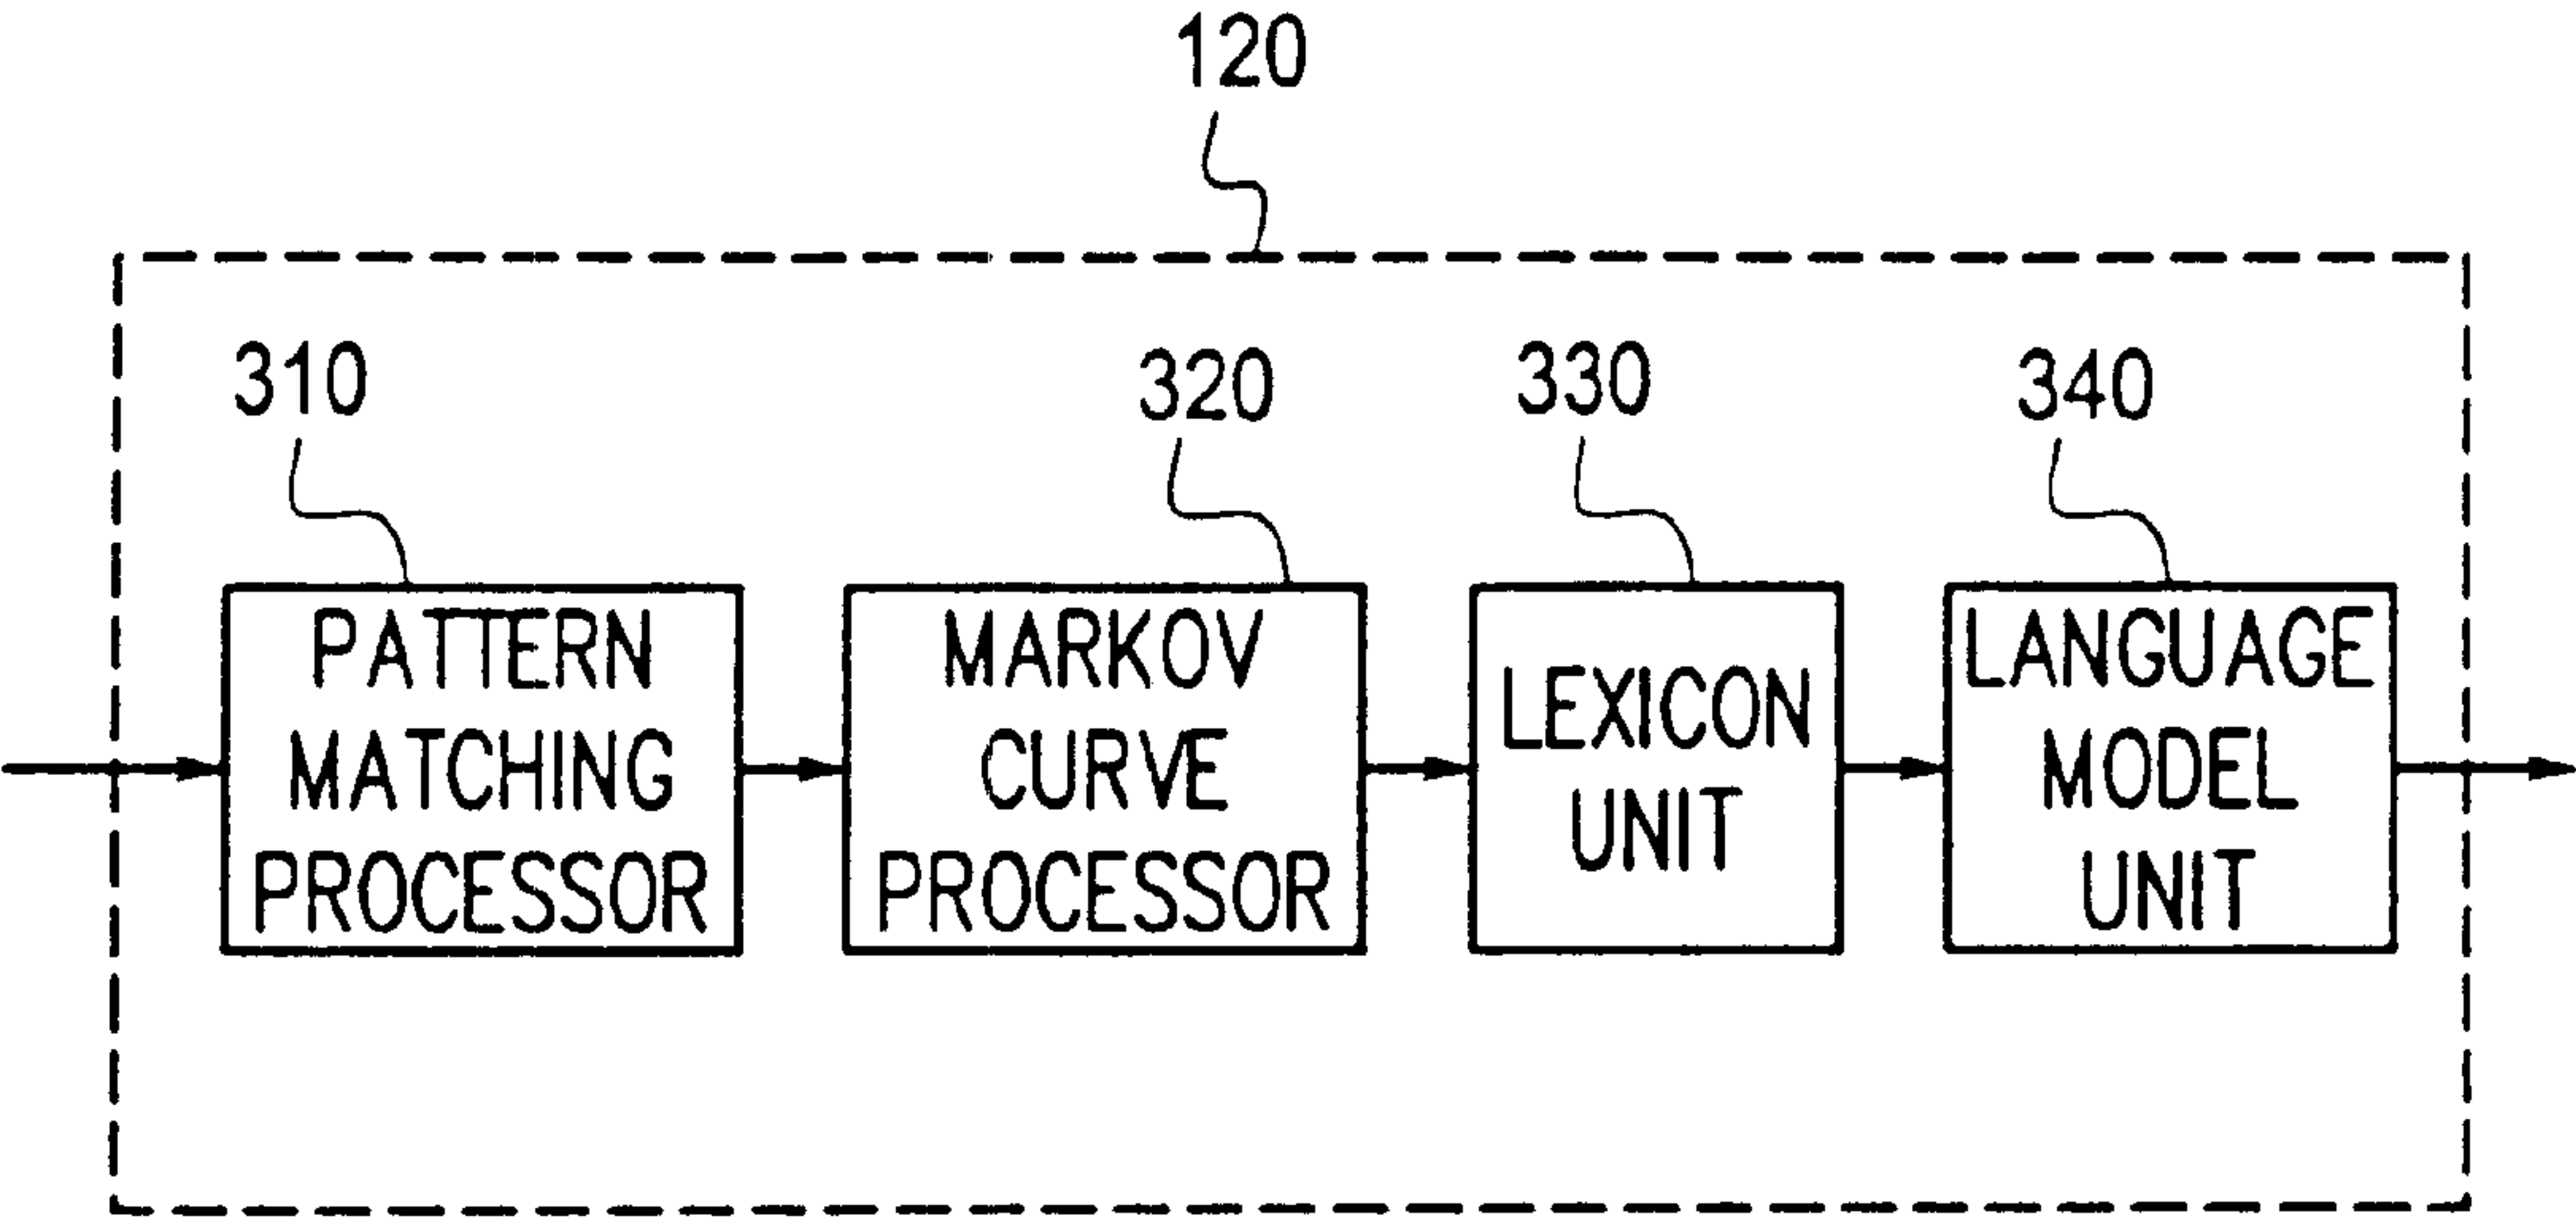 120
310
320
330
340
PATTERN
MATCHING
PROCESSOR
MARKOV
CURVE
PROCESSOR
LEXICON
UNIT
LANGUAGE
MODEL
UNIT